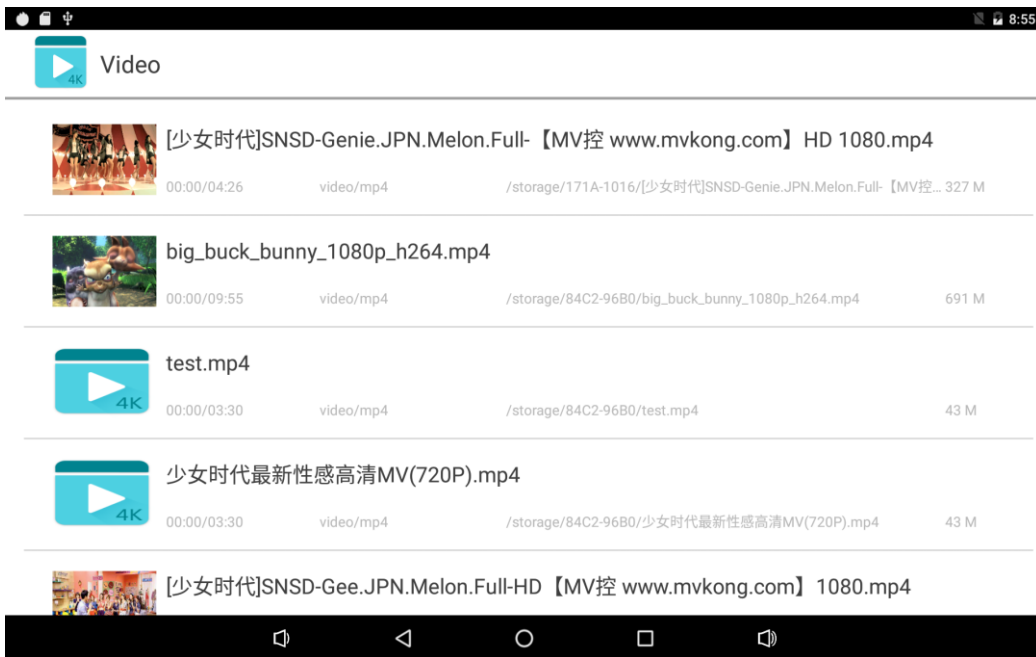 8:55
4K
Video
[少女时代]SNSD-Genie.JPN.Melon.Full-【MV控 www.mvkong.com】HD 1080.mp4
00:00/04:26 video/mp4 /storage/171A-1016/[少女时代]SNSD-Genie.JPN.Melon.Full-【MV控... 327 M
big_buck_bunny_1080p_h264.mp4
00:00/09:55 video/mp4 /storage/84C2-96B0/big_buck_bunny_1080p_h264.mp4 691 M
test.mp4
4K
00:00/03:30 video/mp4 /storage/84C2-96B0/test.mp4 43 M
少女时代最新性感高清MV(720P).mp4
4K
00:00/03:30 video/mp4 /storage/84C2-96B0/少女时代最新性感高清MV(720P).mp4 43 M
[少女时代]SNSD-Gee.JPN.Melon.Full-HD【MV控 www.mvkong.com】1080.mp4